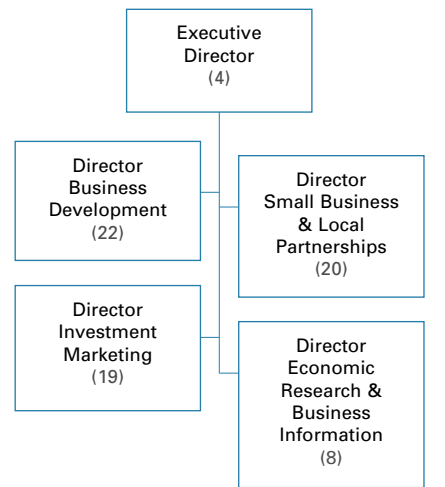 Executive
Director
(4)
Director
Business
Development
(22)
Director
Small Business
& Local
Partnerships
(20)
Director
Investment
Marketing
(19)
Director
Economic
Research &
Business
Information
(8)